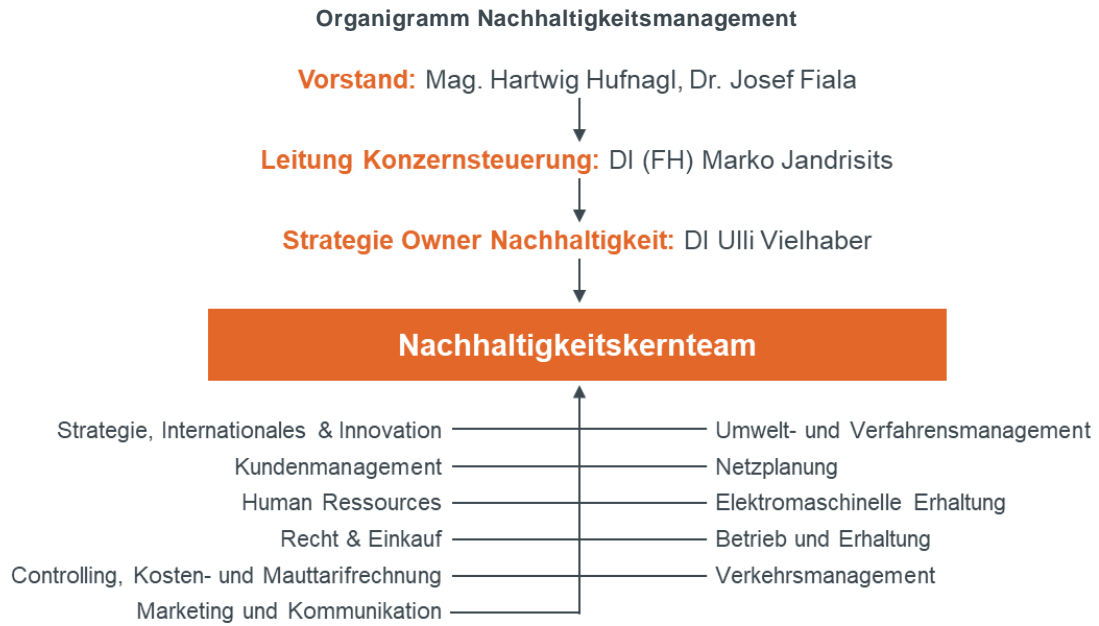 Organigramm Nachhaltigkeitsmanagement
Vorstand: Mag. Hartwig Hufnagl, Dr. Josef Fiala
Leitung Konzernsteuerung: DI (FH) Marko Jandrisits
Strategie Owner Nachhaltigkeit: DI Ulli Vielhaber
Nachhaltigkeitskernteam
Strategie, Internationales & Innovation
Umwelt- und Verfahrensmanagement
Kundenmanagement
Netzplanung
Human Ressources
Elektromaschinelle Erhaltung
Recht & Einkauf
Betrieb und Erhaltung
Controlling, Kosten- und Mauttarifrechnung
Verkehrsmanagement
Marketing und Kommunikation